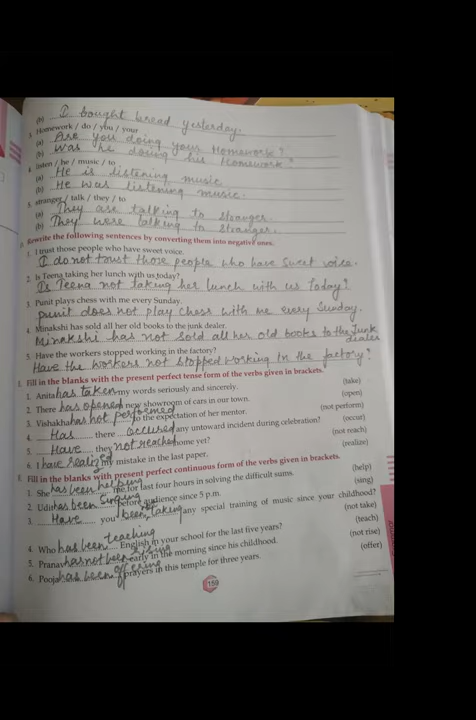 (b) I bought bread yesterday.
3. Homework / do / you / your
(a) Are you doing your Homework?
(b) Was he doing his Homework?
4. listen / he / music / to
(a) He is listening music.
(b) He was listening music.
5. stranger / talk / they / to
(a) They are talking to stranger.
(b) They were talking to stranger.
Rewrite the following sentences by converting them into negative ones.
1. I trust those people who have sweet voice.
I do not trust those people who have sweet voice.
2. Is Teena taking her lunch with us today?
Is Teena not taking her lunch with us today?
3. Punit plays chess with me every Sunday.
punit does not play chess with me every Sunday.
4. Minakshi has sold all her old books to the junk dealer.
Minakshi has not sold all her old books to the Junk dealer
5. Have the workers stopped working in the factory?
Have the workers not stopped working In the factory?
E. Fill in the blanks with the present perfect tense form of the verbs given in brackets.
1. Anita has taken my words seriously and sincerely. (take)
2. There has opened new showroom of cars in our town. (open)
3. Vishakha has not performed to the expectation of her mentor. (not perform)
4. Has there occured any untoward incident during celebration? (occur)
5. Have they not reached home yet? (not reach)
6. I have realized my mistake in the last paper. (realize)
F. Fill in the blanks with present perfect continuous form of the verbs given in brackets.
1. She has been helping me for last four hours in solving the difficult sums. (help)
2. Udit has been singing before audience since 5 p.m. (sing)
3. Have you been not taking any special training of music since your childhood? (not take)
4. Who has been teaching English in your school for the last five years? (teach)
5. Pranav has not been rising early in the morning since his childhood. (not rise)
6. Pooja has been offering prayers in this temple for three years. (offer)
159